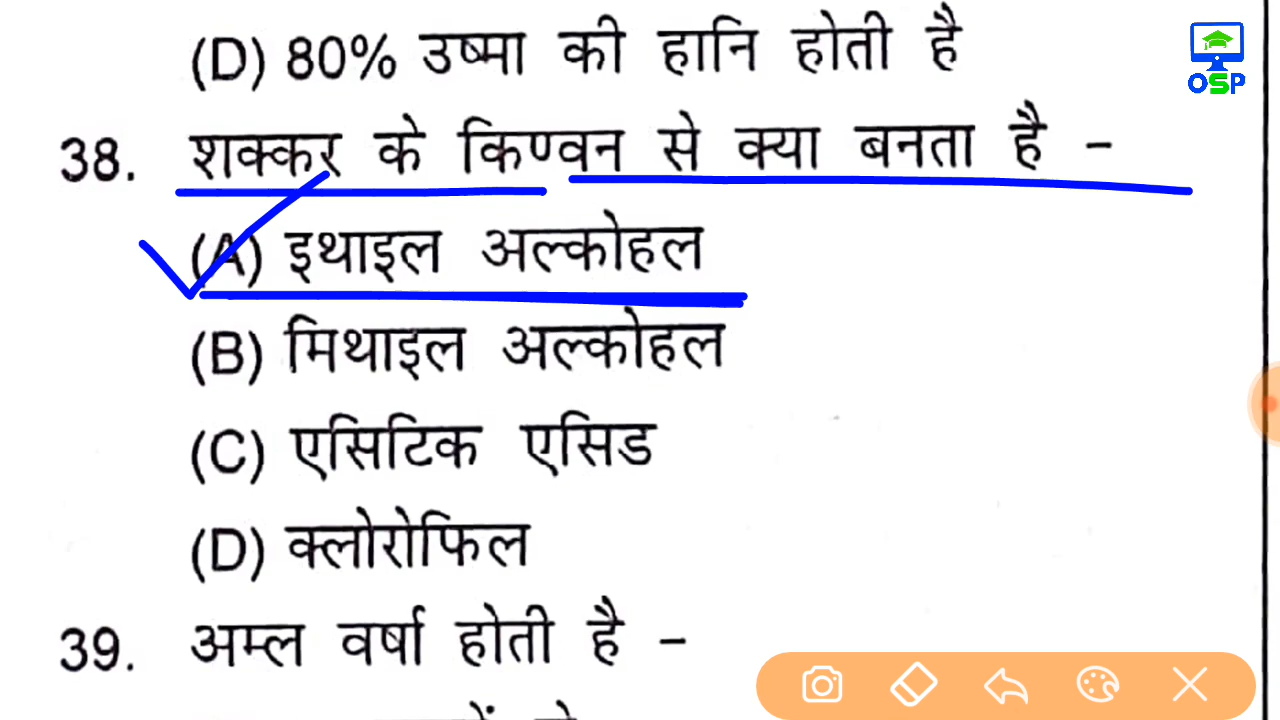 (D) 80% उष्मा की हानि होती है
OSP
38. शक्कर के किण्वन से क्या बनता है -
(A) इथाइल अल्कोहल
(B) मिथाइल अल्कोहल
(C) एसिटिक एसिड
(D) क्लोरोफिल
39. अम्ल वर्षा होती है -